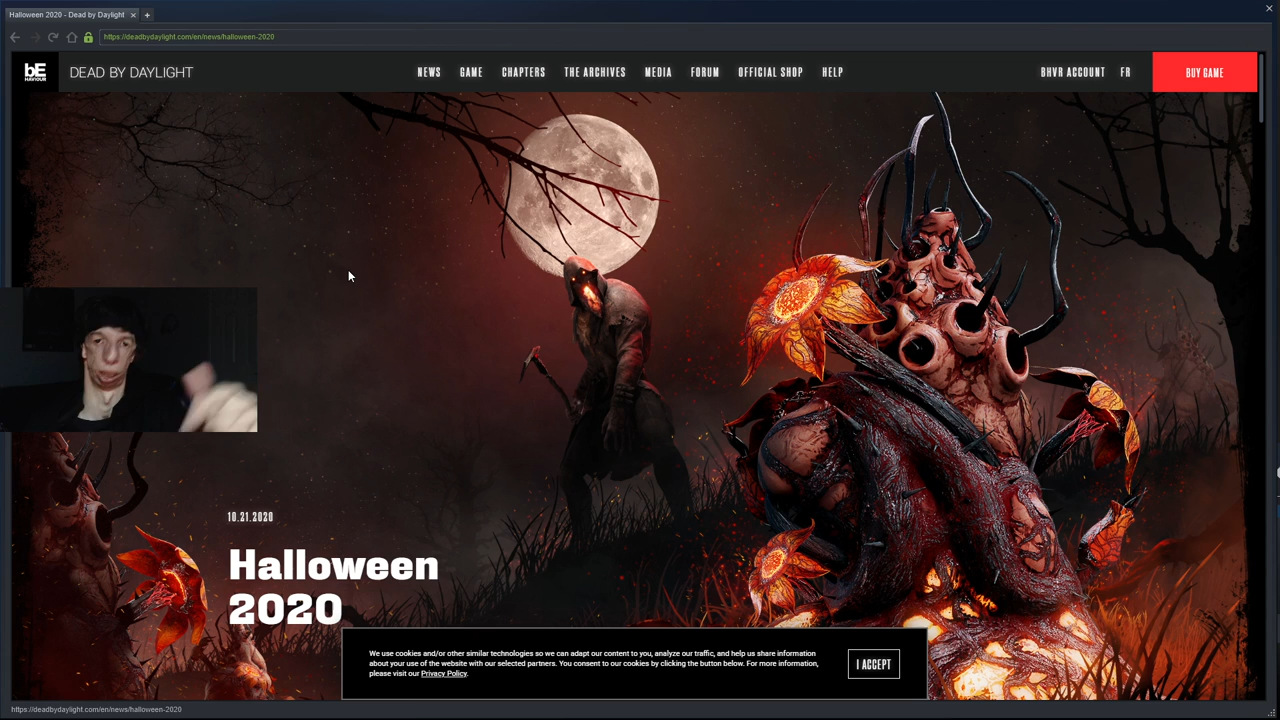 Halloween 2020 - Dead by Daylight
https://deadbydaylight.com/en/news/halloween-2020
bE
HAVIOUR
DEAD BY DAYLIGHT
NEWS
GAME
CHAPTERS
THE ARCHIVES
MEDIA
FORUM
OFFICIAL SHOP
HELP
BHVR ACCOUNT
FR
BUY GAME
10.21.2020
Halloween
2020
We use cookies and/or other similar technologies so we can adapt our content to you, analyze our traffic, and help us share information
about your use of the website with our selected partners. You consent to our cookies by clicking the button below. For more information,
please visit our Privacy Policy.
I ACCEPT
https://deadbydaylight.com/en/news/halloween-2020